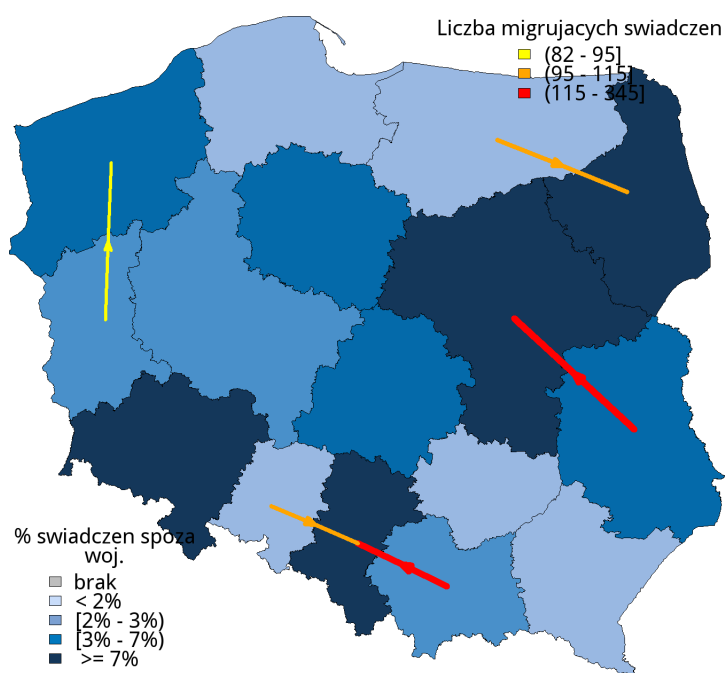 Liczba migrujacych swiadczen
(82 - 95]
(95 - 115]
(115 - 345]
% swiadczen spoza
woj.
brak
< 2%
[2% - 3%)
[3% - 7%)
>= 7%